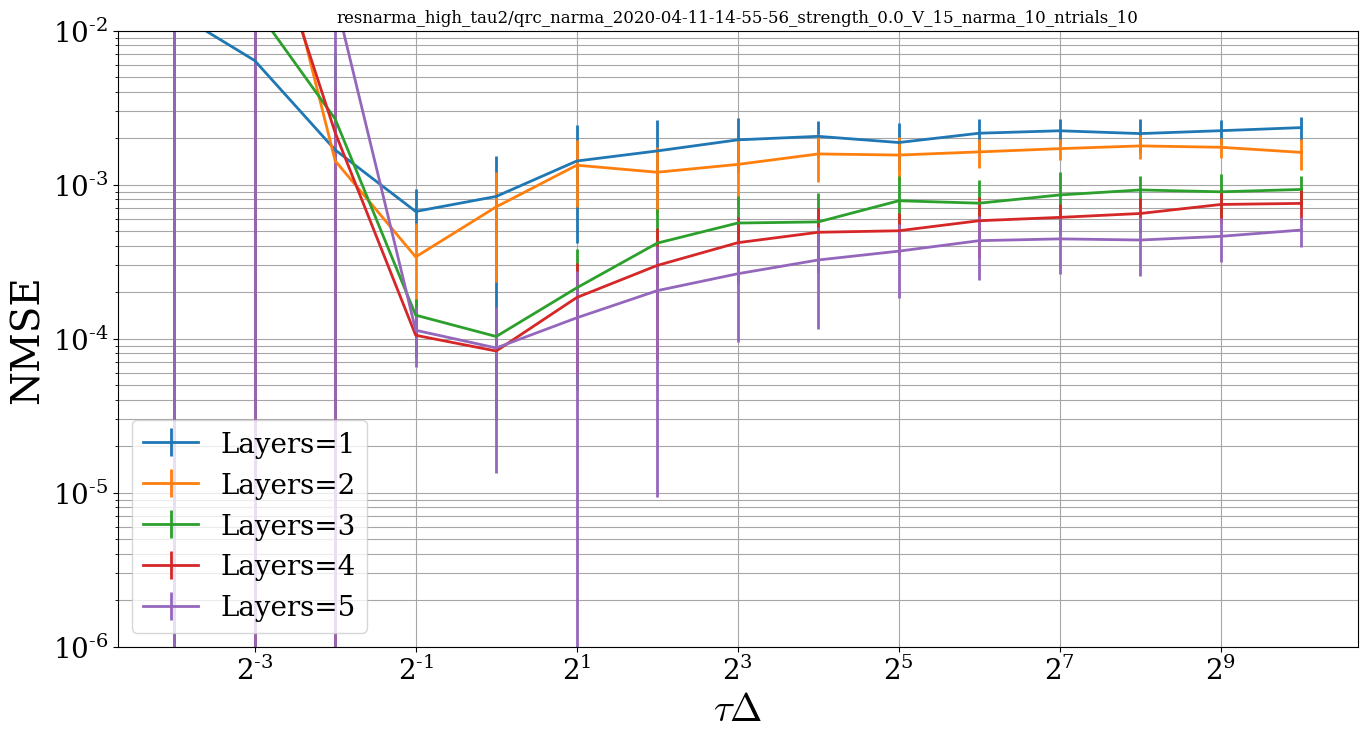 resnarma_high_tau2/qrc_narma_2020-04-11-14-55-56_strength_0.0_V_15_narma_10_ntrials_10
NMSE
10^-2
10^-3
10^-4
10^-5
10^-6
Layers=1
Layers=2
Layers=3
Layers=4
Layers=5
2^-3 2^-1 2^1 2^3 2^5 2^7 2^9
τΔ